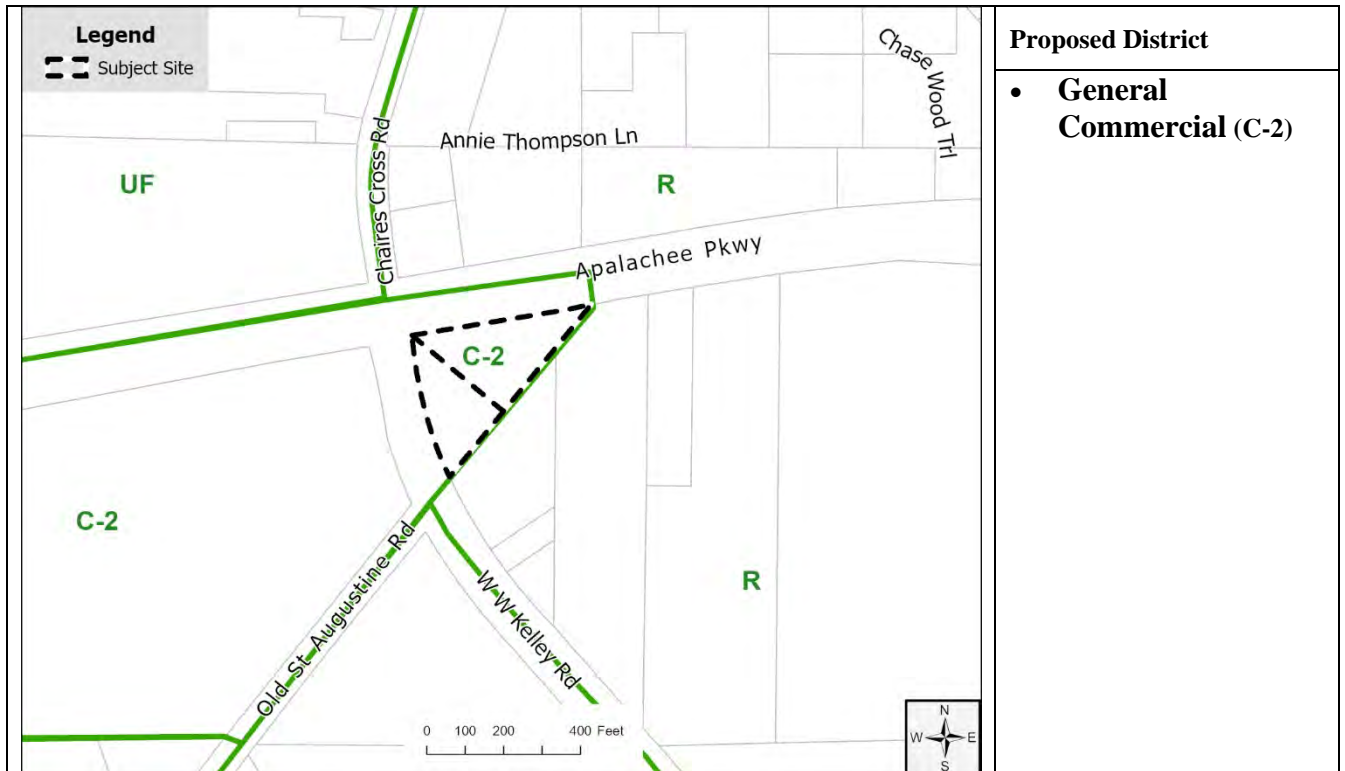 Legend
Subject Site
Chase Wood Trl
Chaires Cross Rd
Annie Thompson Ln
UF
R
Apalachee Pkwy
C-2
C-2
Old St Augustine Rd
W W Kelley Rd
R
0 100 200 400 Feet
N
W E
S
Proposed District
• General
Commercial (C-2)